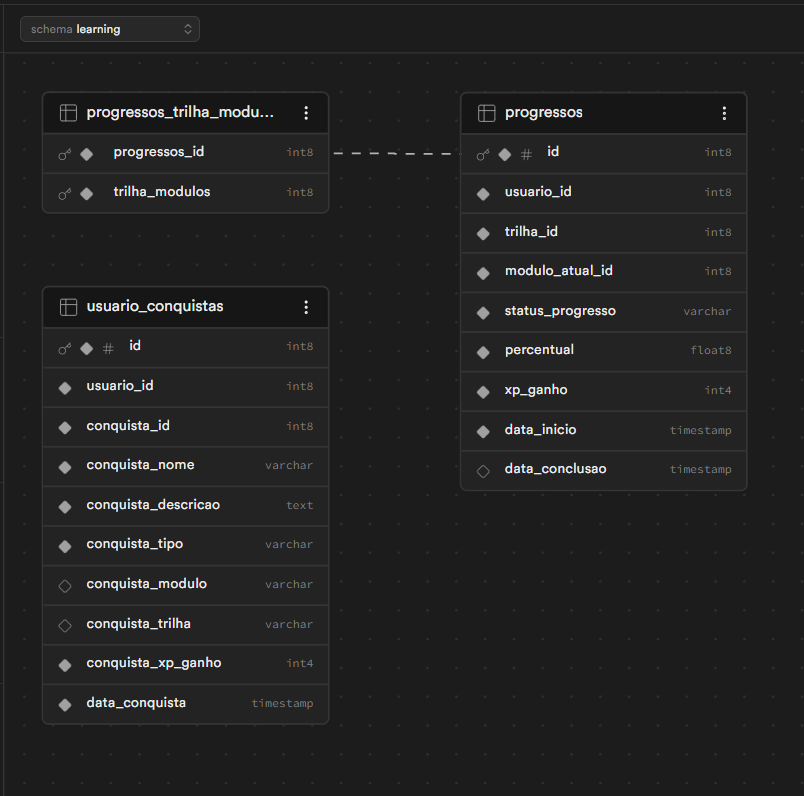 schema learning
progressos_trilha_modu...
progressos_id int8
trilha_modulos int8
progressos
# id int8
usuario_id int8
trilha_id int8
modulo_atual_id int8
status_progresso varchar
percentual float8
xp_ganho int4
data_inicio timestamp
data_conclusao timestamp
usuario_conquistas
# id int8
usuario_id int8
conquista_id int8
conquista_nome varchar
conquista_descricao text
conquista_tipo varchar
conquista_modulo varchar
conquista_trilha varchar
conquista_xp_ganho int4
data_conquista timestamp